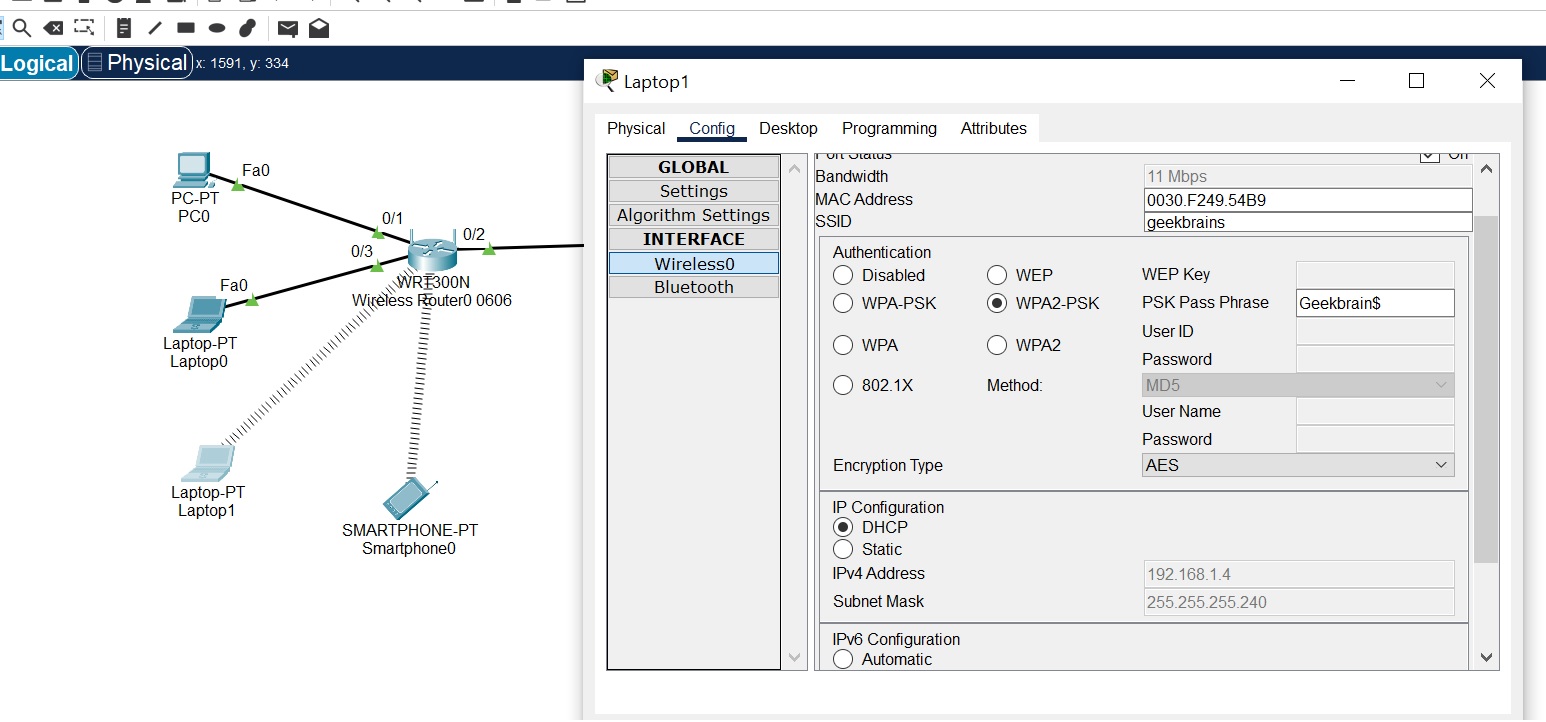 Logical Physical x: 1591, y: 334
Fa0
PC-PT
PC0
0/1
0/2
0/3
WRT300N
Wireless Router0 0606
Fa0
Laptop-PT
Laptop0
Laptop-PT
Laptop1
SMARTPHONE-PT
Smartphone0
Laptop1
Physical Config Desktop Programming Attributes
GLOBAL
Settings
Algorithm Settings
INTERFACE
Wireless0
Bluetooth
Port Status On
Bandwidth 11 Mbps
MAC Address 0030.F249.54B9
SSID geekbrains
Authentication
Disabled WEP WEP Key
WPA-PSK WPA2-PSK PSK Pass Phrase Geekbrain$
User ID
WPA WPA2
Password
802.1X Method: MD5
User Name
Password
Encryption Type AES
IP Configuration
DHCP
Static
IPv4 Address 192.168.1.4
Subnet Mask 255.255.255.240
IPv6 Configuration
Automatic